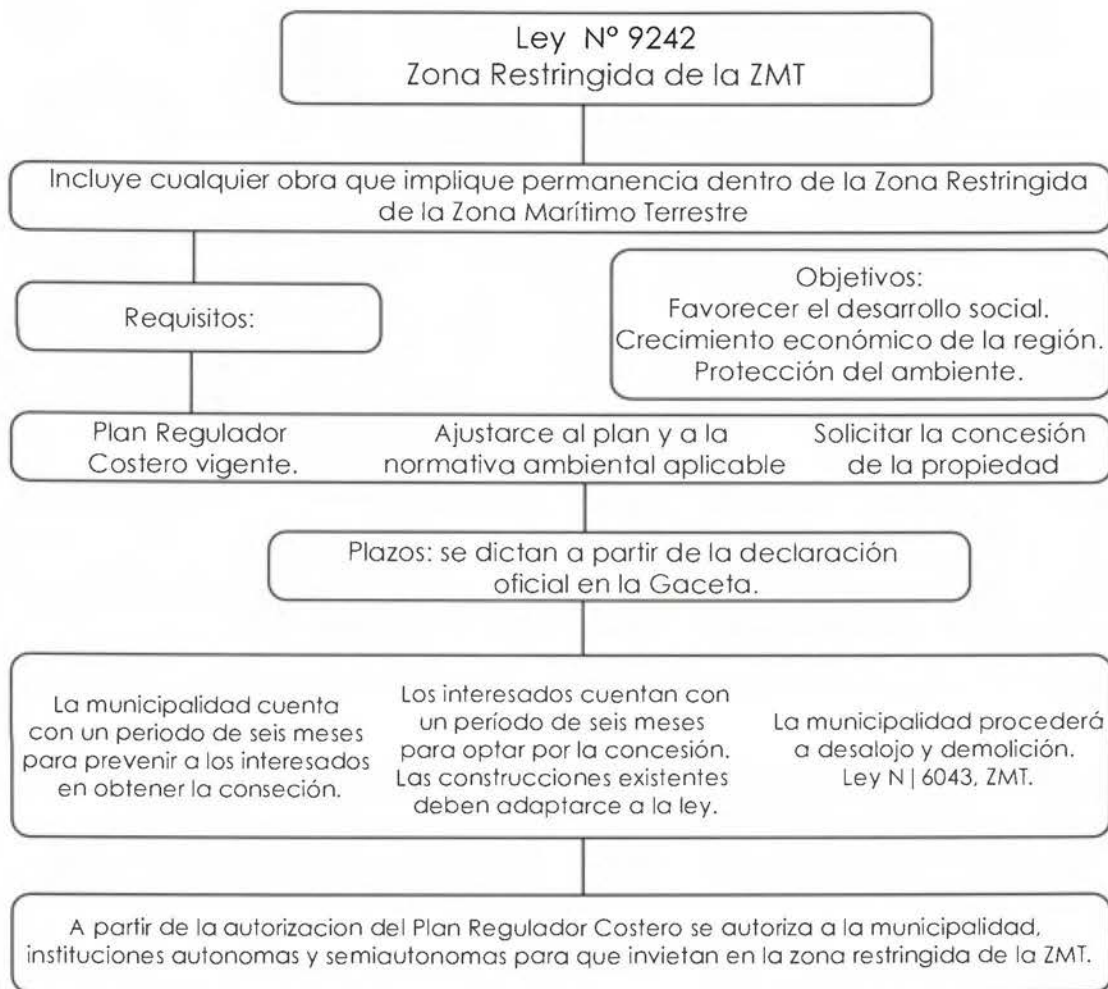 Ley N° 9242
Zona Restringida de la ZMT
Incluye cualquier obra que implique permanencia dentro de la Zona Restringida
de la Zona Marítimo Terrestre
Requisitos:
Objetivos:
Favorecer el desarrollo social.
Crecimiento económico de la región.
Protección del ambiente.
Plan Regulador
Costero vigente.
Ajustarce al plan y a la
normativa ambiental aplicable
Solicitar la concesión
de la propiedad
Plazos: se dictan a partir de la declaración
oficial en la Gaceta.
La municipalidad cuenta
con un periodo de seis meses
para prevenir a los interesados
en obtener la conseción.
Los interesados cuentan con
un período de seis meses
para optar por la concesión.
Las construcciones existentes
deben adaptarce a la ley.
La municipalidad procederá
a desalojo y demolición.
Ley N| 6043, ZMT.
A partir de la autorizacion del Plan Regulador Costero se autoriza a la municipalidad,
instituciones autonomas y semiautonomas para que invietan en la zona restringida de la ZMT.